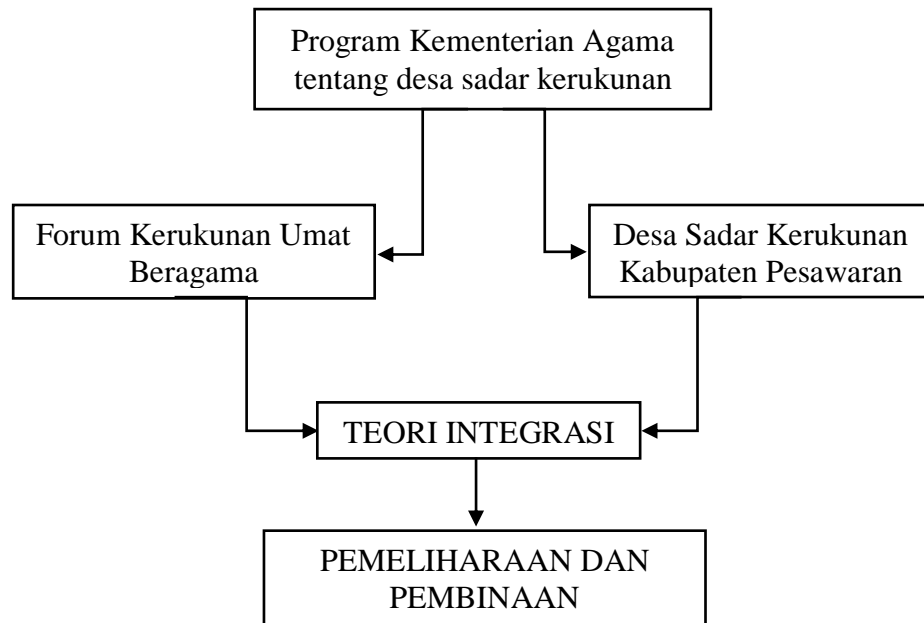 Program Kementerian Agama
tentang desa sadar kerukunan
Forum Kerukunan Umat
Beragama
Desa Sadar Kerukunan
Kabupaten Pesawaran
TEORI INTEGRASI
PEMELIHARAAN DAN
PEMBINAAN